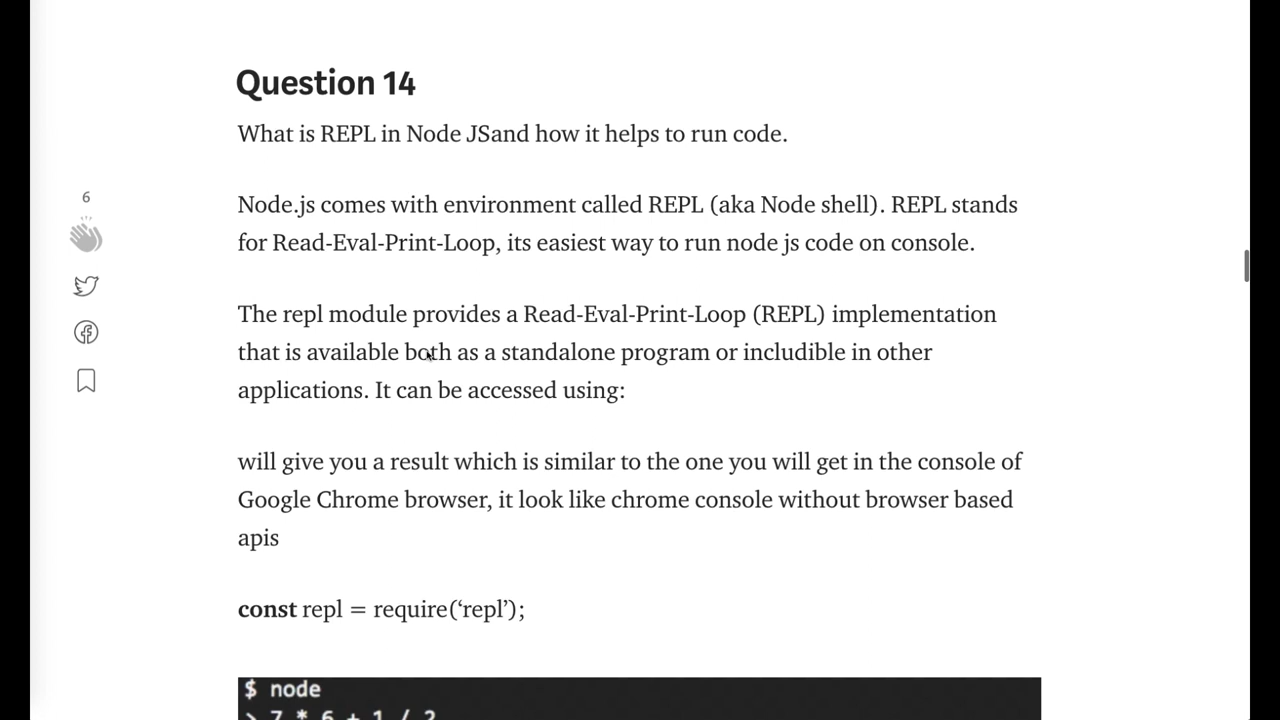 Question 14
What is REPL in Node JSand how it helps to run code.
6
Node.js comes with environment called REPL (aka Node shell). REPL stands
for Read-Eval-Print-Loop, its easiest way to run node js code on console.
The repl module provides a Read-Eval-Print-Loop (REPL) implementation
that is available both as a standalone program or includible in other
applications. It can be accessed using:
will give you a result which is similar to the one you will get in the console of
Google Chrome browser, it look like chrome console without browser based
apis
const repl = require(‘repl’);
$ node
> 7 * 6 + 1 / 2